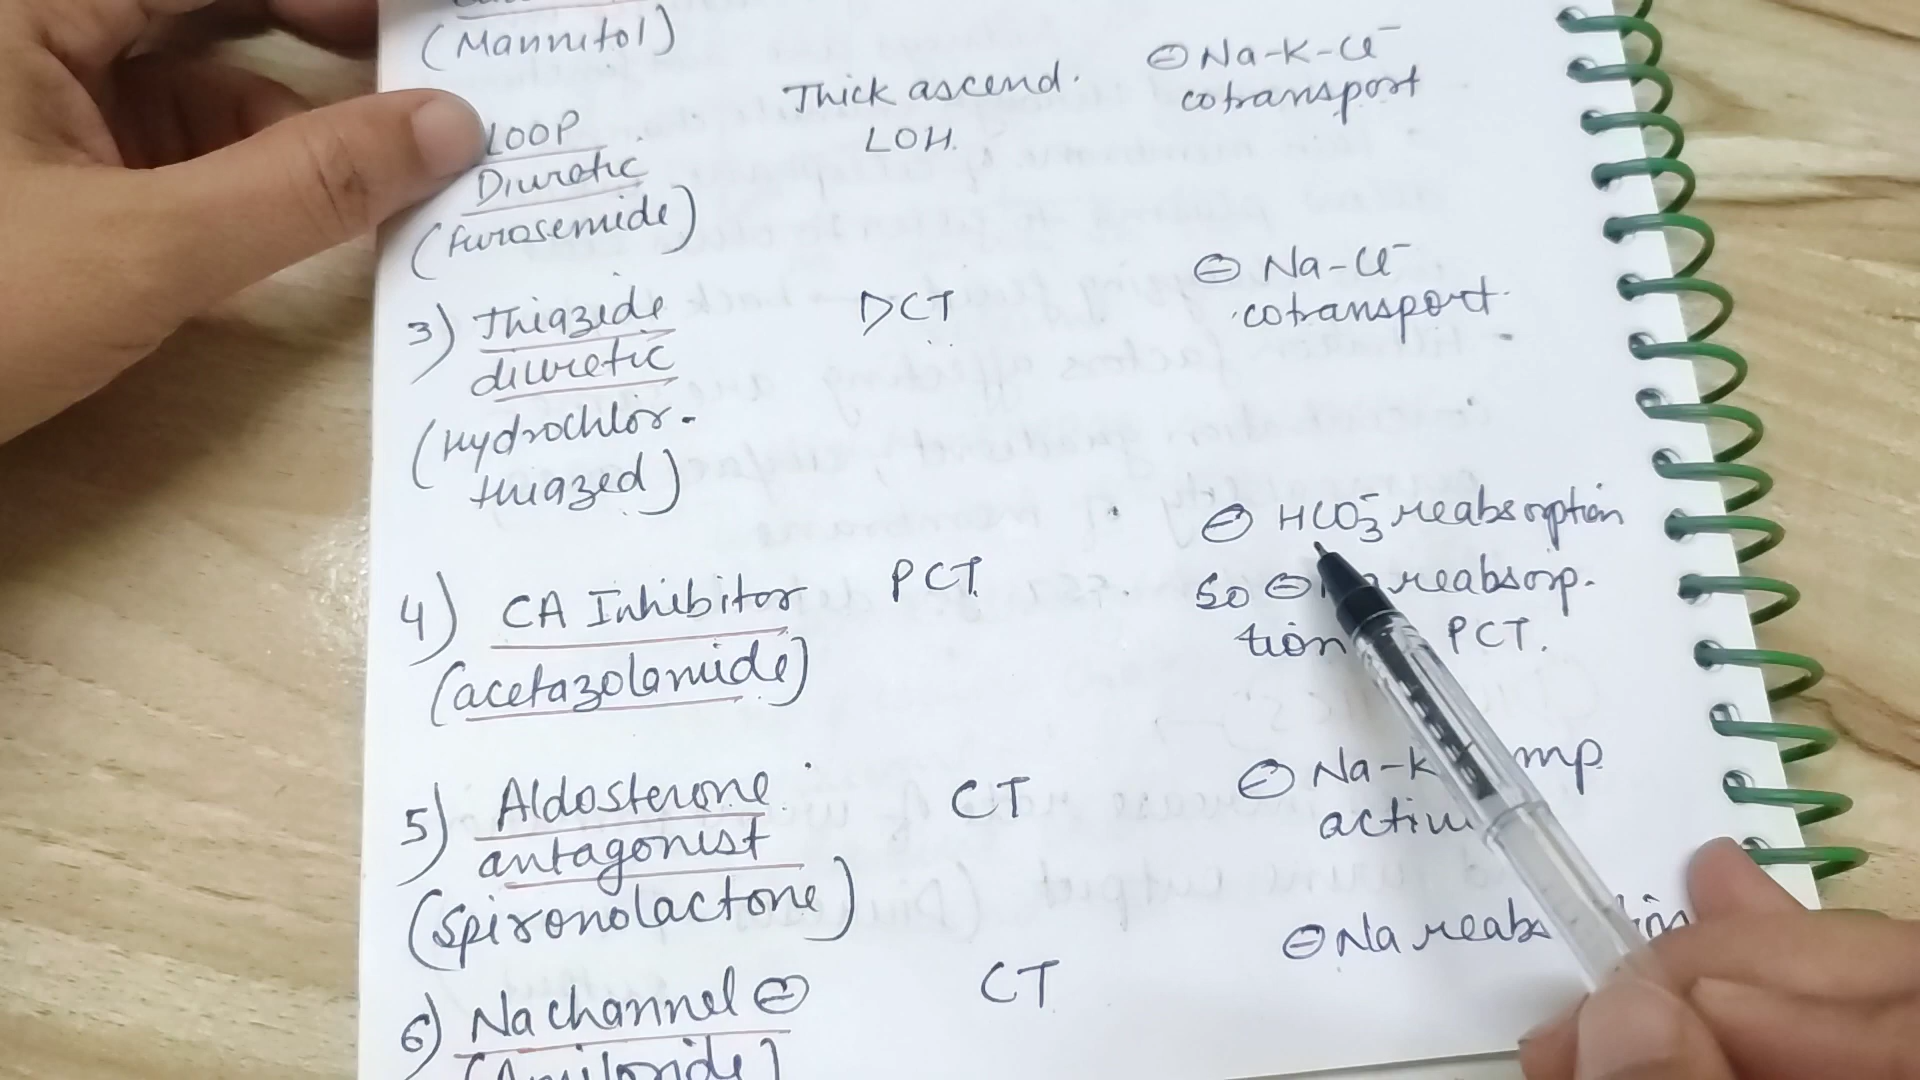 (Mannitol)
LOOP
Diuretic
(furosemide)
Thick ascend.
LOH.
⊖ Na-K-Cl⁻
cotransport
3) Thiazide
diuretic
(Hydrochlor-
thiazed)
DCT
⊖ Na-Cl⁻
cotransport.
4) CA Inhibitor
(acetazolamide)
PCT
⊖ HCO₃⁻ reabsorption
So ⊖ reabsorp-
tion PCT.
5) Aldosterone
antagonist
(Spironolactone)
CT
⊖ Na-K
6) Na channel ⊖
(Amiloride)
CT
⊖ Na